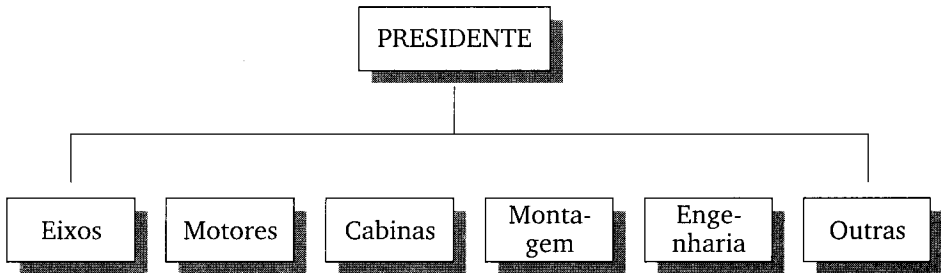 PRESIDENTE
Eixos
Motores
Cabinas
Monta-
gem
Enge-
nharia
Outras